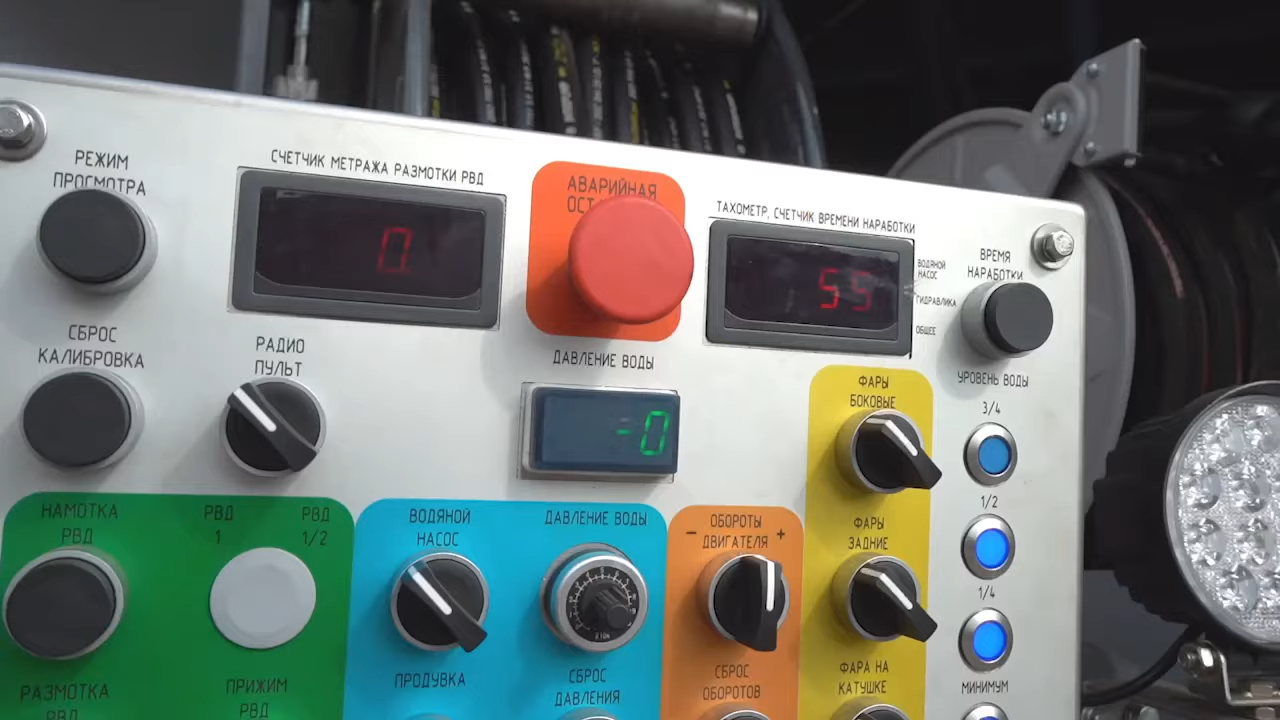 РЕЖИМ
ПРОСМОТРА
СЧЕТЧИК МЕТРАЖА РАЗМОТКИ РВД
0.
АВАРИЙНАЯ
ТАХОМЕТР, СЧЕТЧИК ВРЕМЕНИ НАРАБОТКИ
55
ВОДЯНОЙ
НАСОС
ГИДРАВЛИКА
ОБЩЕЕ
ВРЕМЯ
НАРАБОТКИ
СБРОС
КАЛИБРОВКА
РАДИО
ПУЛЬТ
ДАВЛЕНИЕ ВОДЫ
-0
ФАРЫ
БОКОВЫЕ
УРОВЕНЬ ВОДЫ
3/4
1/2
1/4
МИНИМУМ
НАМОТКА
РВД
РВД
1
РВД
1/2
РАЗМОТКА
РВД
ПРИЖИМ
РВД
ВОДЯНОЙ
НАСОС
ПРОДУВКА
ДАВЛЕНИЕ ВОДЫ
СБРОС
ДАВЛЕНИЯ
ОБОРОТЫ
- ДВИГАТЕЛЯ +
СБРОС
ОБОРОТОВ
ФАРЫ
ЗАДНИЕ
ФАРА НА
КАТУШКЕ